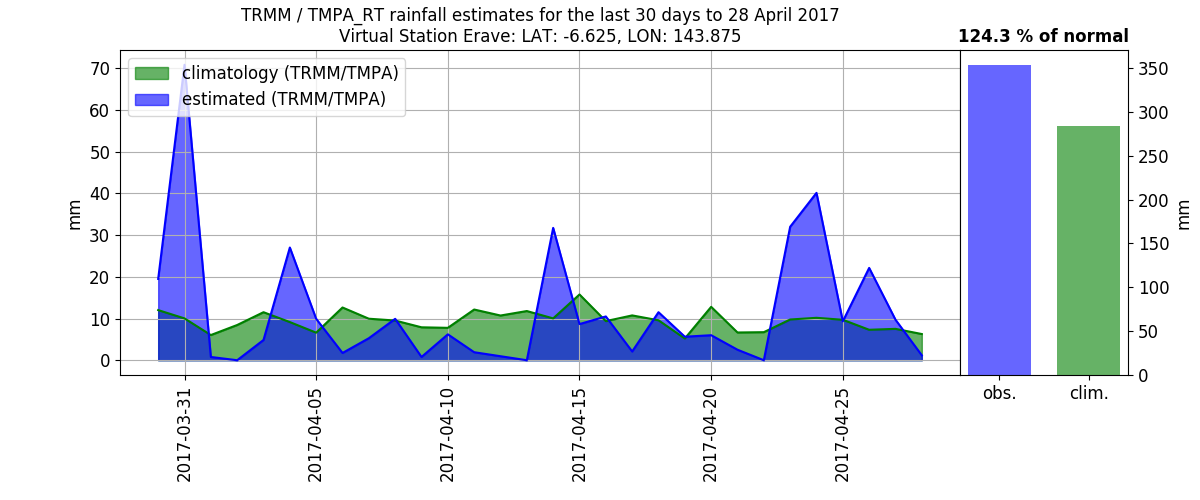 TRMM / TMPA_RT rainfall estimates for the last 30 days to 28 April 2017
Virtual Station Erave: LAT: -6.625, LON: 143.875
124.3 % of normal
climatology (TRMM/TMPA)
estimated (TRMM/TMPA)
70
60
50
40
30
20
10
0
mm
2017-03-31
2017-04-05
2017-04-10
2017-04-15
2017-04-20
2017-04-25
350
300
250
200
150
100
50
0
mm
obs.
clim.